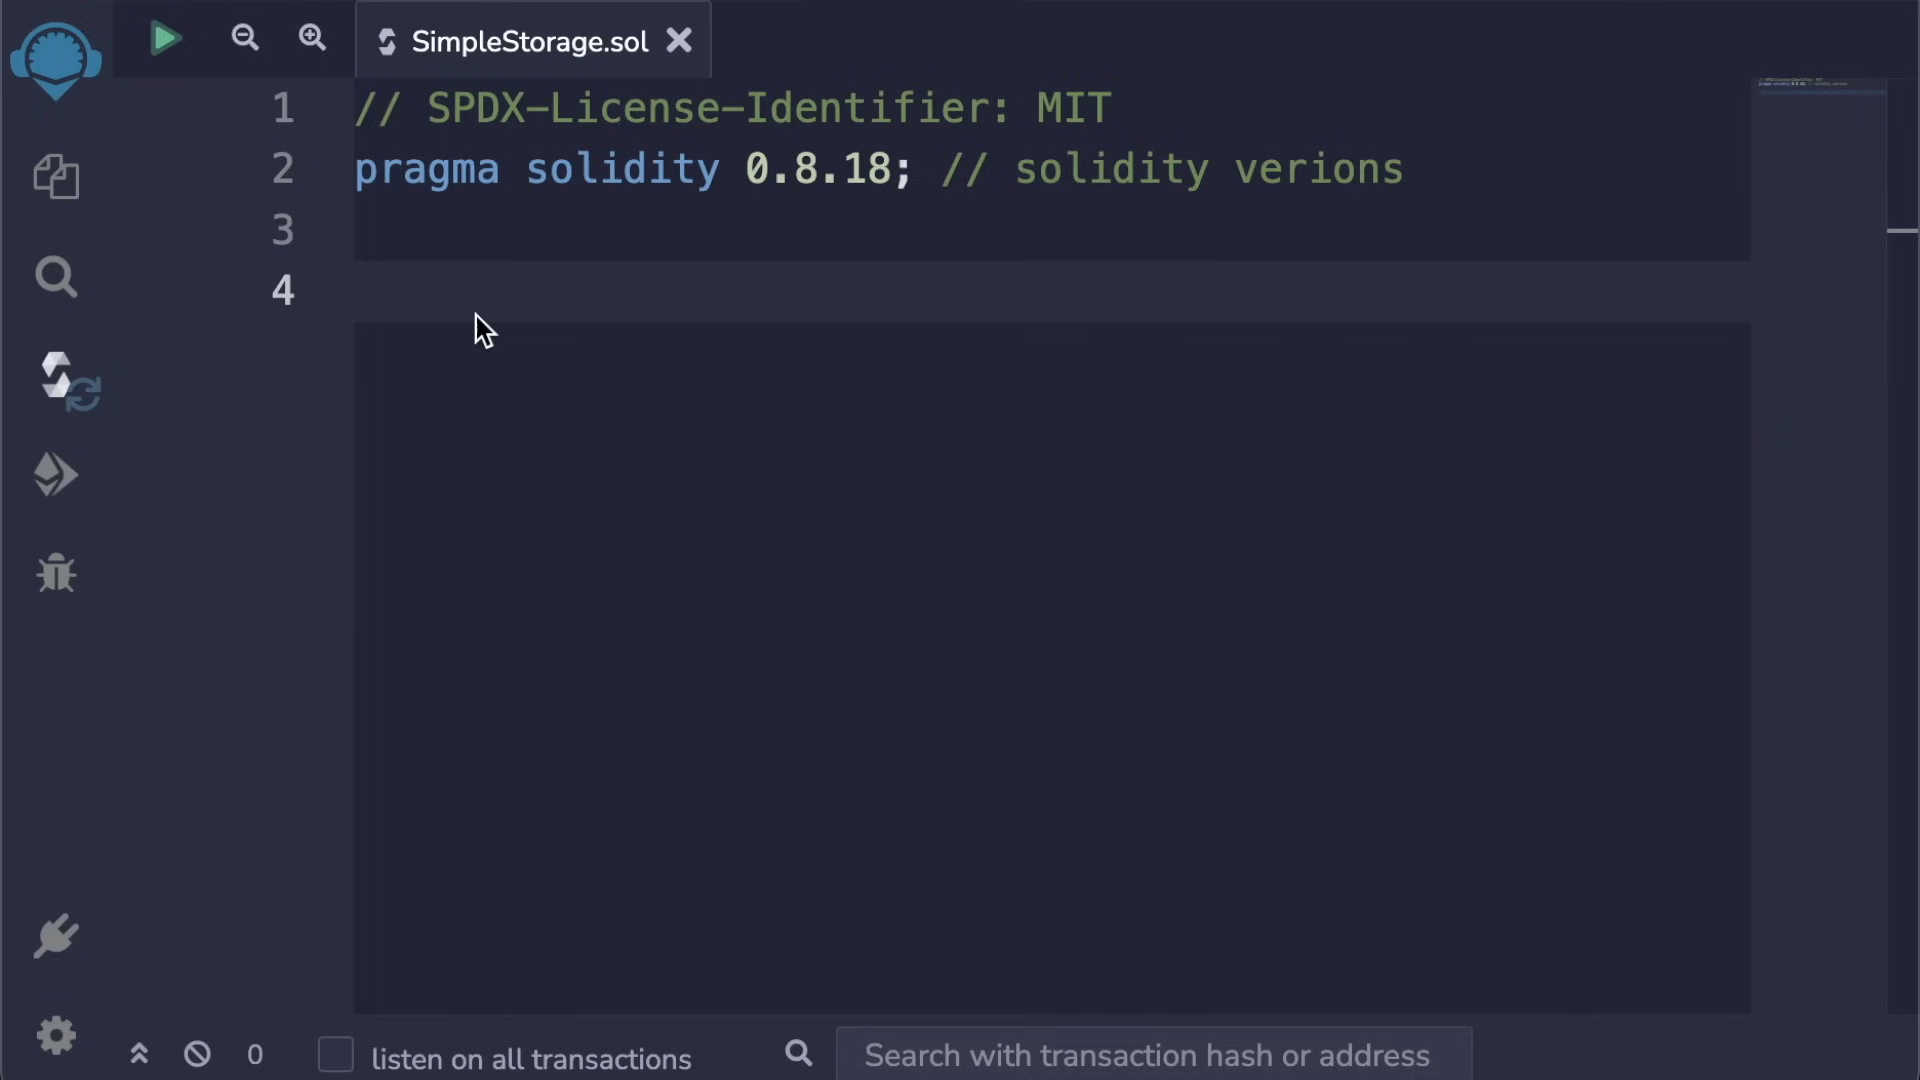 SimpleStorage.sol
1 // SPDX-License-Identifier: MIT
2 pragma solidity 0.8.18; // solidity verions
3
4
0 listen on all transactions Search with transaction hash or address